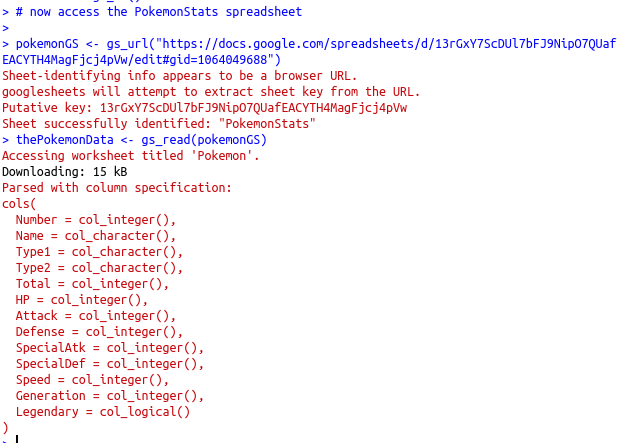 > # now access the PokemonStats spreadsheet
>
> pokemonGS <- gs_url("https://docs.google.com/spreadsheets/d/13rGxY7ScDUl7bFJ9NipO7QUaf
EACYTH4MagFjcj4pVw/edit#gid=1064049688")
Sheet-identifying info appears to be a browser URL.
googlesheets will attempt to extract sheet key from the URL.
Putative key: 13rGxY7ScDUl7bFJ9NipO7QUafEACYTH4MagFjcj4pVw
Sheet successfully identified: "PokemonStats"
> thePokemonData <- gs_read(pokemonGS)
Accessing worksheet titled 'Pokemon'.
Downloading: 15 kB
Parsed with column specification:
cols(
  Number = col_integer(),
  Name = col_character(),
  Type1 = col_character(),
  Type2 = col_character(),
  Total = col_integer(),
  HP = col_integer(),
  Attack = col_integer(),
  Defense = col_integer(),
  SpecialAtk = col_integer(),
  SpecialDef = col_integer(),
  Speed = col_integer(),
  Generation = col_integer(),
  Legendary = col_logical()
)
>